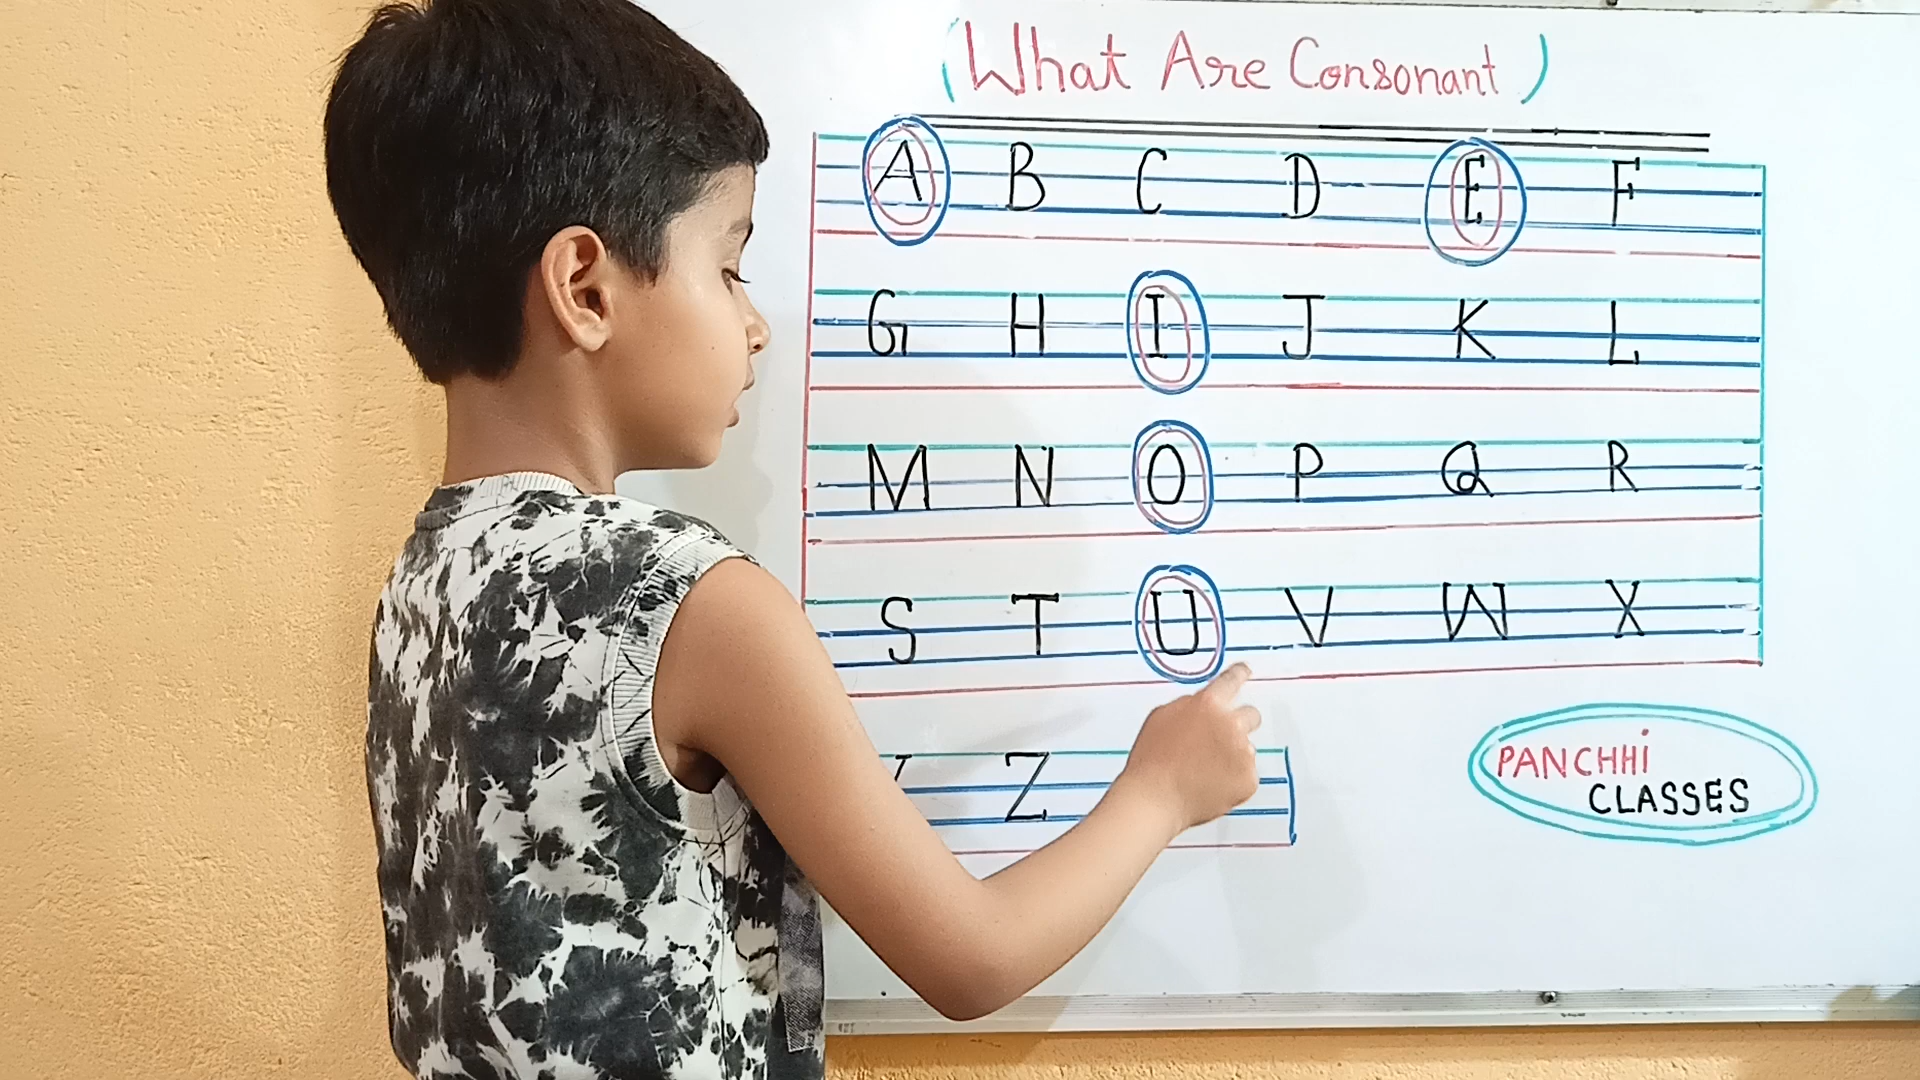 (What Are Consonant)
A B C D E F
G H I J K L
M N O P Q R
S T U V W X
Z
PANCHHi
CLASSES